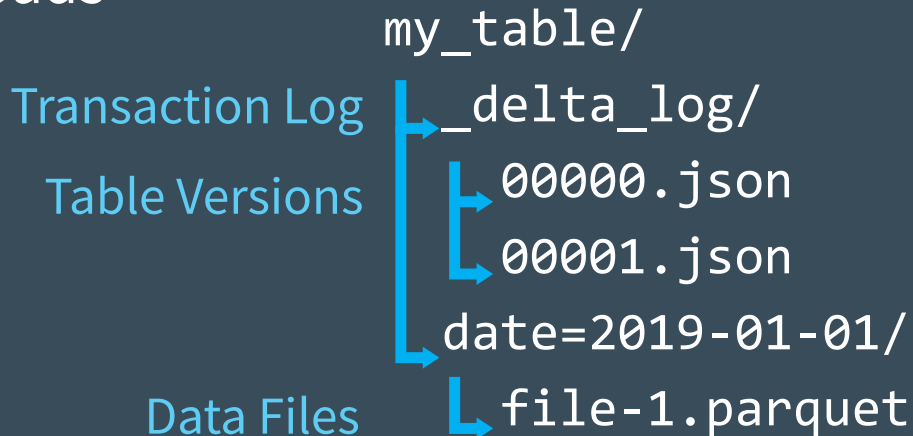 my_table/
Transaction Log _delta_log/
Table Versions 00000.json
00001.json
date=2019-01-01/
Data Files file-1.parquet